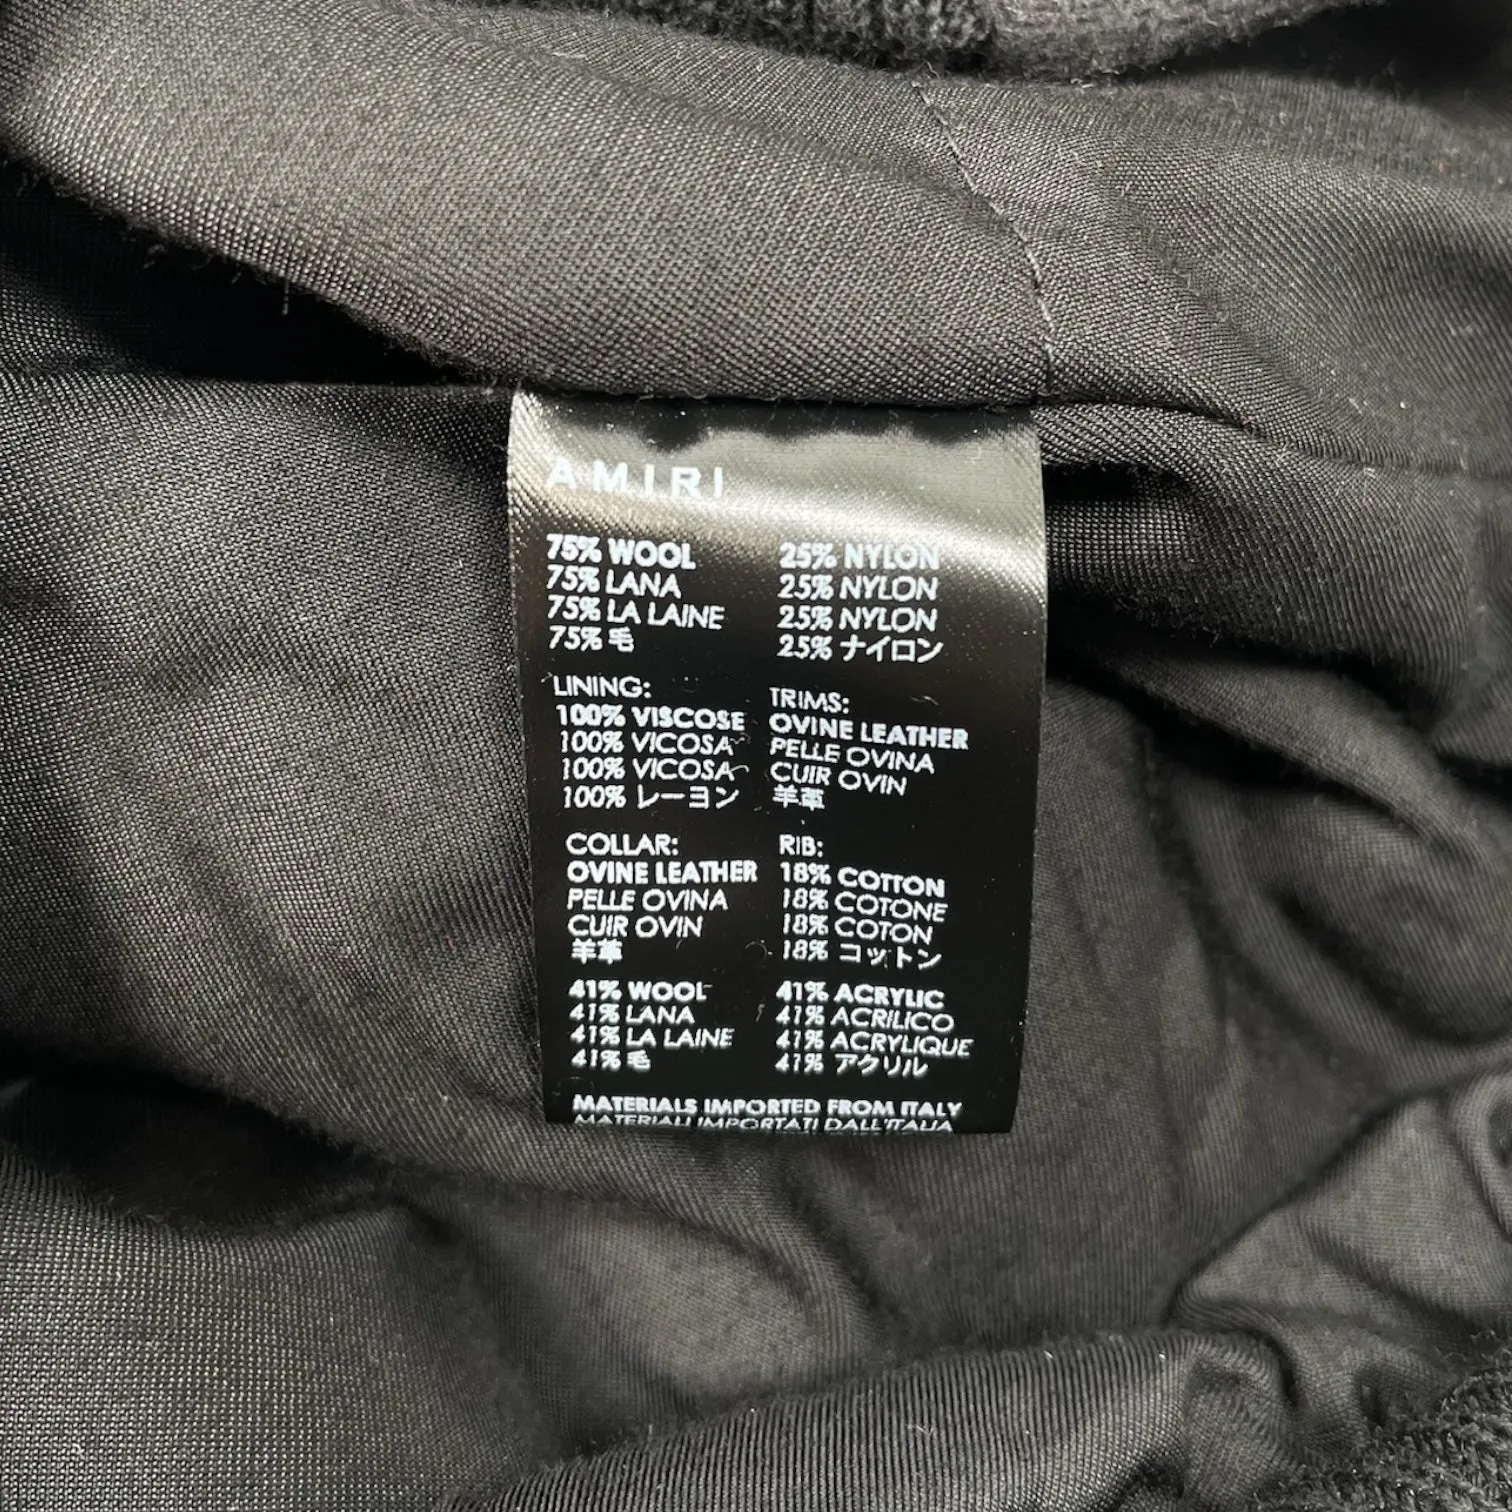 AMIRI
75% WOOL
75% LANA
75% LA LAINE
75% 毛
25% NYLON
25% NYLON
25% NYLON
25% ナイロン
LINING:
100% VISCOSE
100% VICOSA
100% VICOSA
100% レーヨン
TRIMS:
OVINE LEATHER
PELLE OVINA
CUIR OVIN
羊革
COLLAR:
OVINE LEATHER
PELLE OVINA
CUIR OVIN
羊革
RIB:
18% COTTON
18% COTONE
18% COTON
18% コットン
41% WOOL
41% LANA
41% LA LAINE
41% 毛
41% ACRYLIC
41% ACRILICO
41% ACRYLIQUE
41% アクリル
MATERIALS IMPORTED FROM ITALY
MATERIALI IMPORTATI DALL'ITALIA